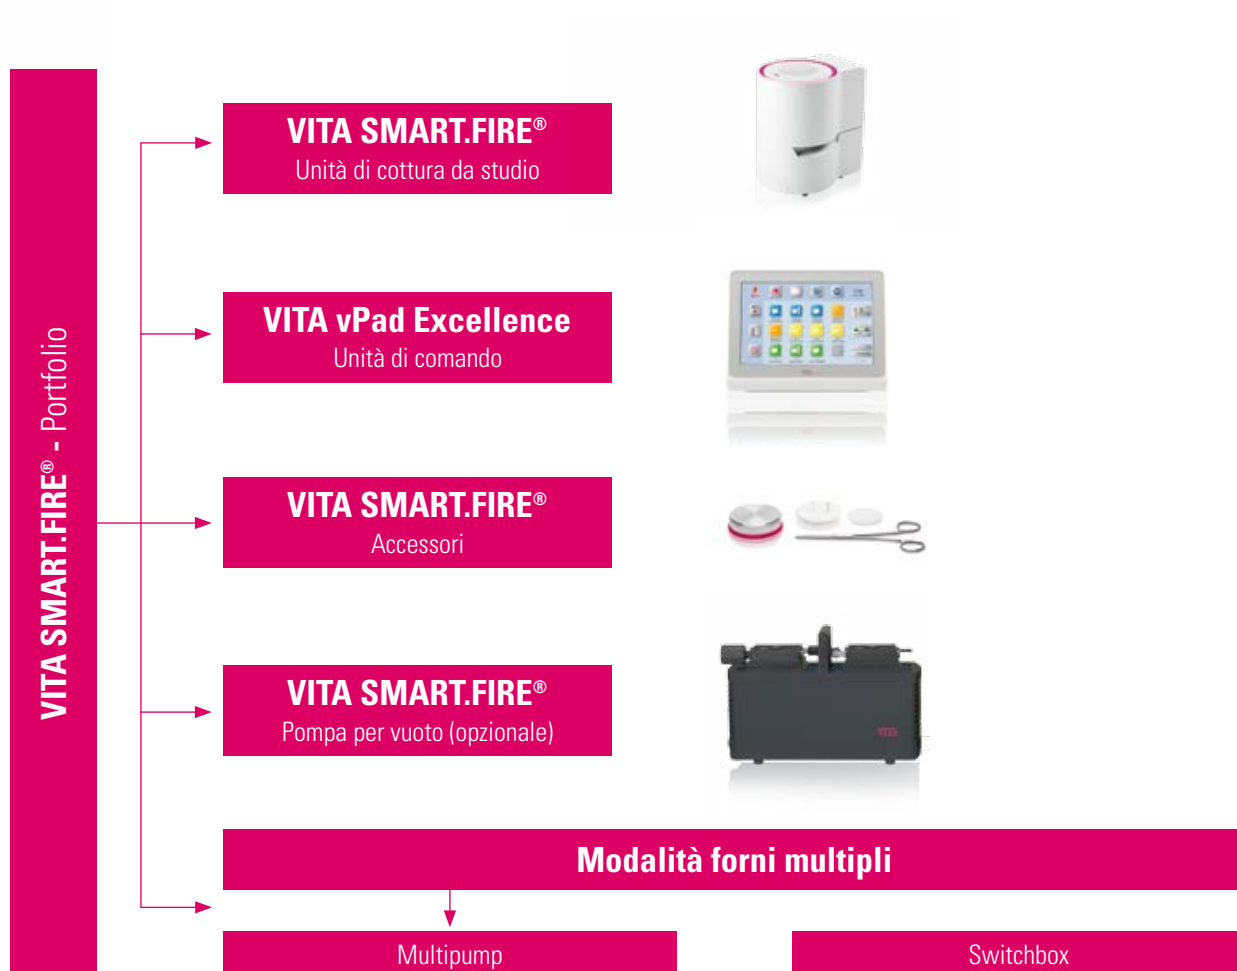 VITA SMART.FIRE® - Portfolio
VITA SMART.FIRE®
Unità di cottura da studio
VITA vPad Excellence
Unità di comando
VITA SMART.FIRE®
Accessori
VITA SMART.FIRE®
Pompa per vuoto (opzionale)
VITA
Modalità forni multipli
Multipump
Switchbox